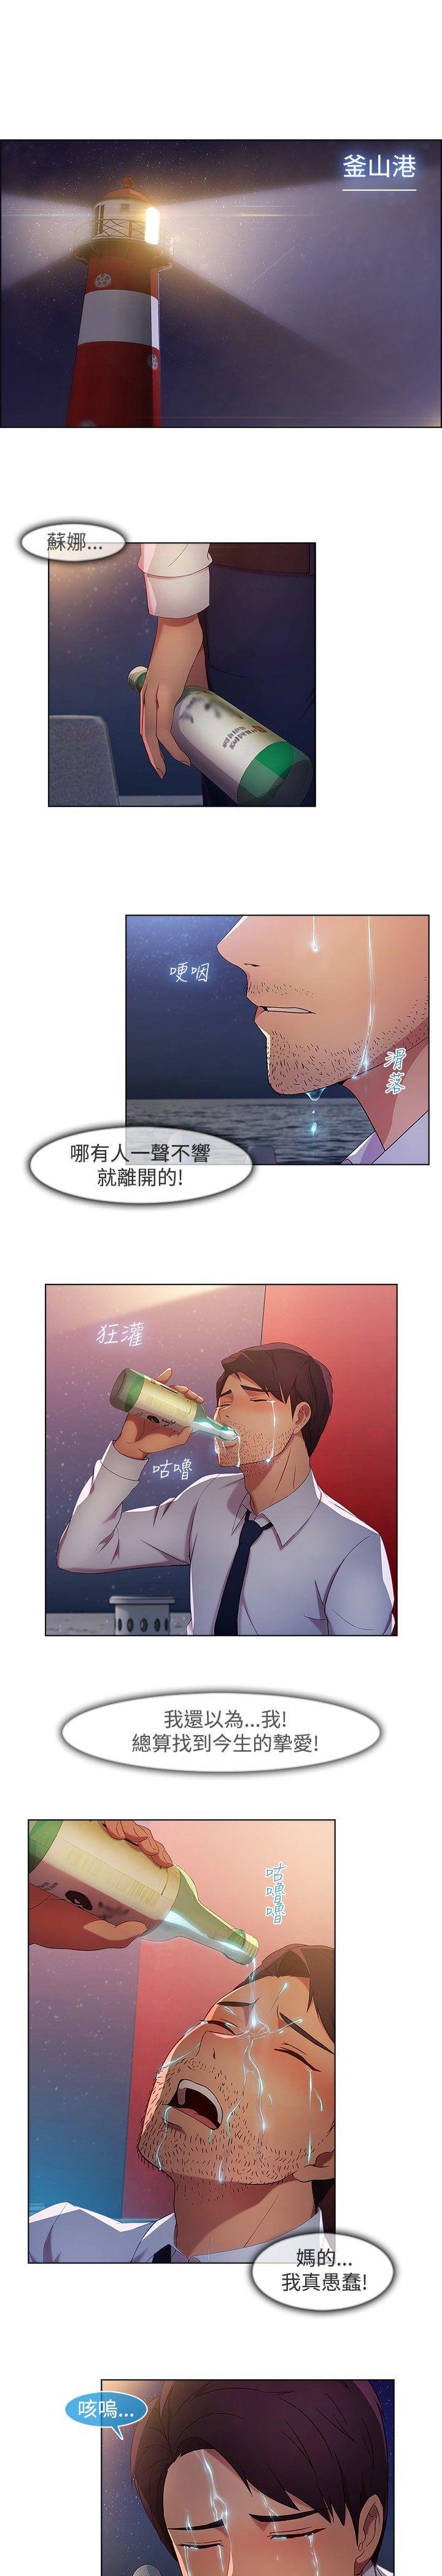 釜山港
蘇娜...
哽咽
滑落
哪有人一聲不響
就離開的!
狂灌
咕嚕
我還以為...我!
總算找到今生的摯愛!
咕嚕嚕
媽的...
我真愚蠢!
咳嗚...